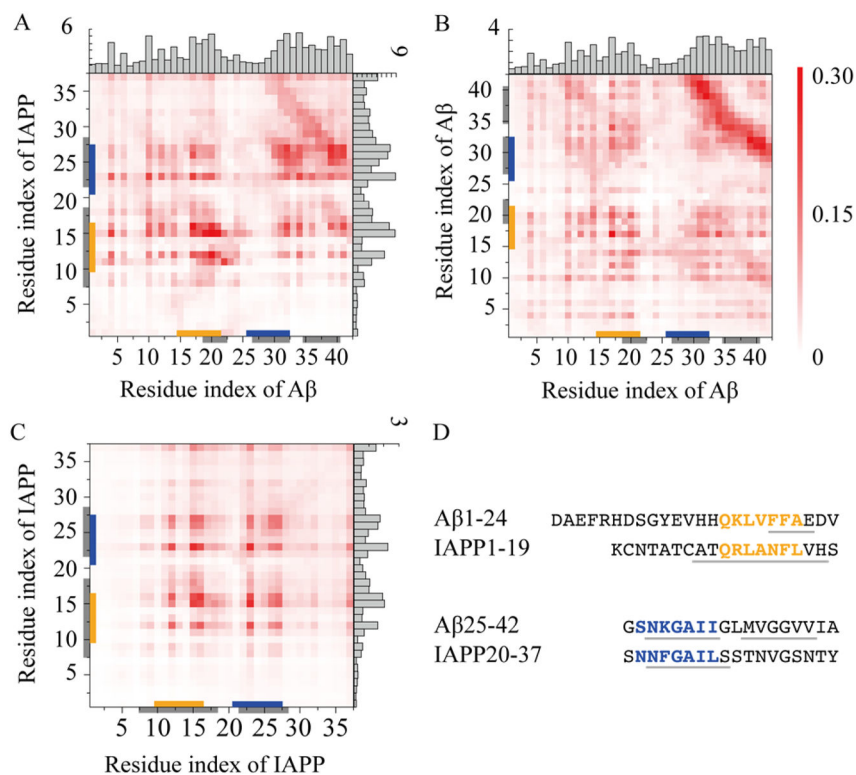 A
6
6
Residue index of IAPP
35
30
25
20
15
10
5
5 10 15 20 25 30 35 40
Residue index of Aβ
B
4
Residue index of Aβ
40
35
30
25
20
15
10
5
5 10 15 20 25 30 35 40
Residue index of Aβ
0.30
0.15
0
C
3
Residue index of IAPP
35
30
25
20
15
10
5
5 10 15 20 25 30 35
Residue index of IAPP
D
Aβ1-24 DAEFRHDSGYEVHHQKLVFFAEDV
IAPP1-19 KCNTATCATQRLANFLVHS
Aβ25-42 GSNKGAIIGLMVGGVVIA
IAPP20-37 SNNFGAILSSTNVGSNTY